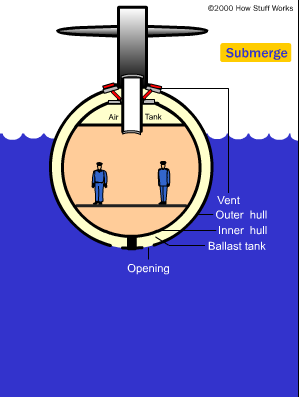 ©2000 How Stuff Works
Submerge
Air Tank
Vent
Outer hull
Inner hull
Ballast tank
Opening